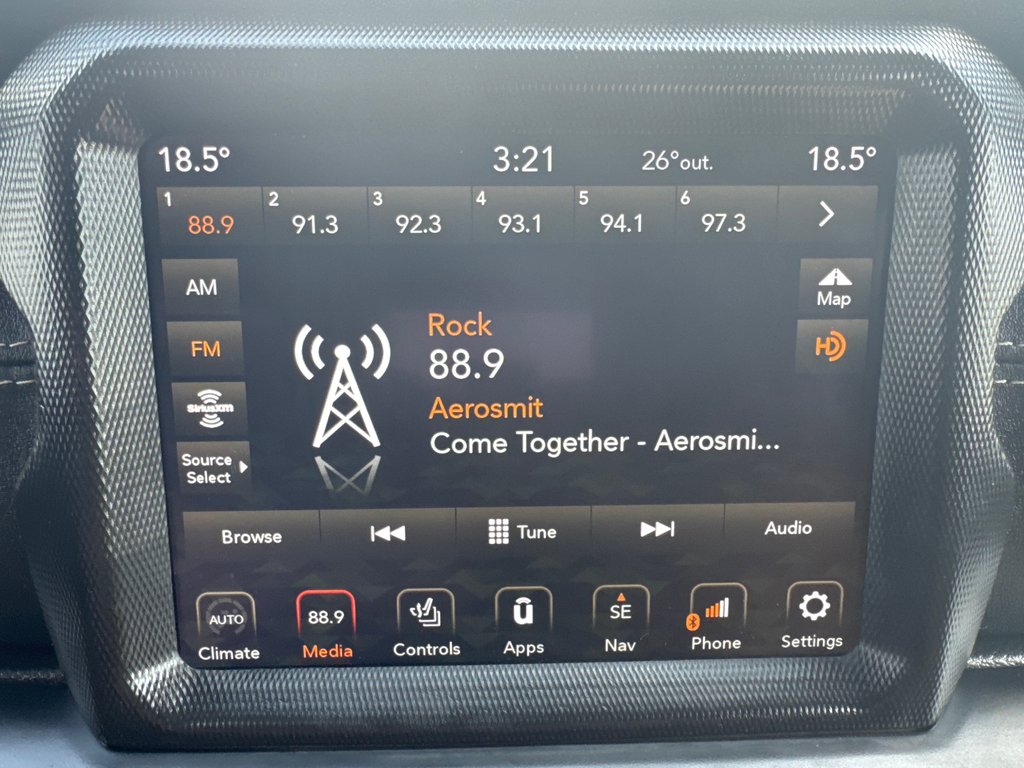 18.5° 3:21 26°out. 18.5°
1 88.9 2 91.3 3 92.3 4 93.1 5 94.1 6 97.3
AM
Map
FM
HD
SiriusXM
Source
Select
Rock
88.9
Aerosmit
Come Together - Aerosmi...
Browse Tune Audio
AUTO 88.9 SE
Climate Media Controls Apps Nav Phone Settings